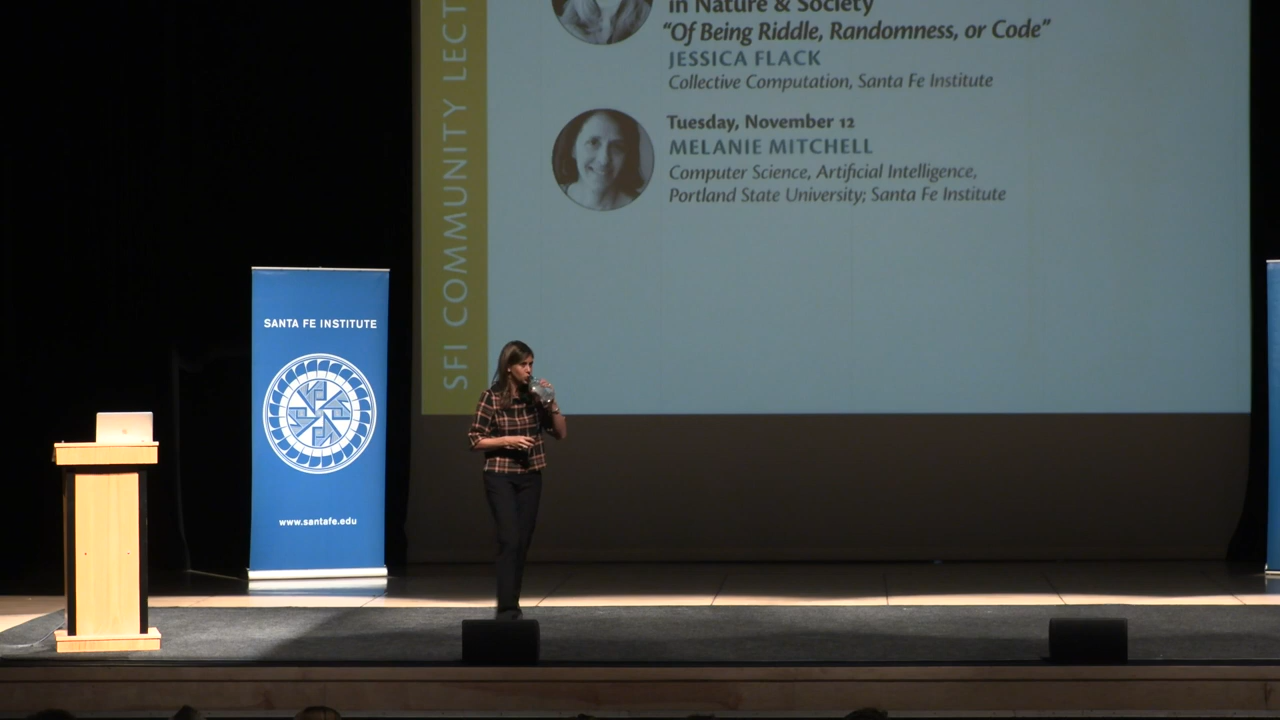 in Nature & Society
“Of Being Riddle, Randomness, or Code”
JESSICA FLACK
Collective Computation, Santa Fe Institute
Tuesday, November 12
MELANIE MITCHELL
Computer Science, Artificial Intelligence,
Portland State University; Santa Fe Institute
SFI COMMUNITY LECT
SANTA FE INSTITUTE
www.santafe.edu